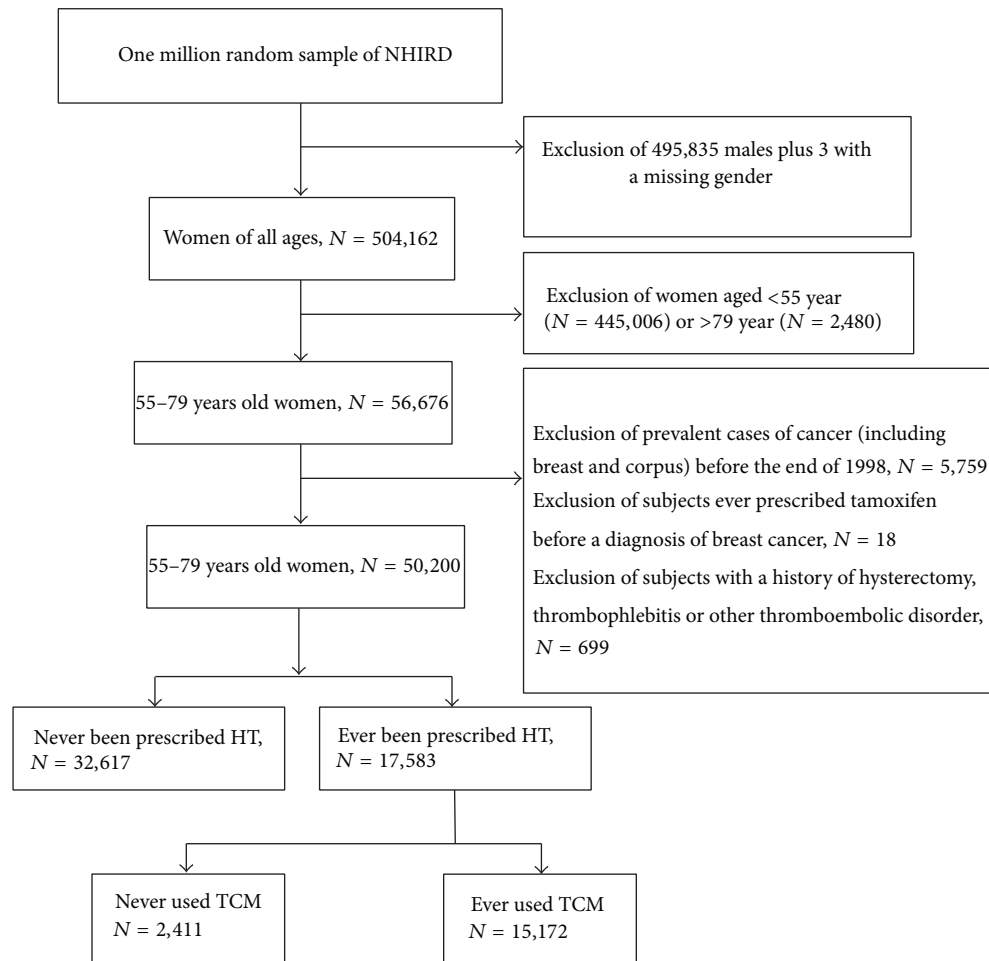 One million random sample of NHIRD
Exclusion of 495,835 males plus 3 with
a missing gender
Women of all ages, N = 504,162
Exclusion of women aged <55 year
(N = 445,006) or >79 year (N = 2,480)
55–79 years old women, N = 56,676
Exclusion of prevalent cases of cancer (including
breast and corpus) before the end of 1998, N = 5,759
Exclusion of subjects ever prescribed tamoxifen
before a diagnosis of breast cancer, N = 18
Exclusion of subjects with a history of hysterectomy,
thrombophlebitis or other thromboembolic disorder,
N = 699
55–79 years old women, N = 50,200
Never been prescribed HT,
N = 32,617
Ever been prescribed HT,
N = 17,583
Never used TCM
N = 2,411
Ever used TCM
N = 15,172